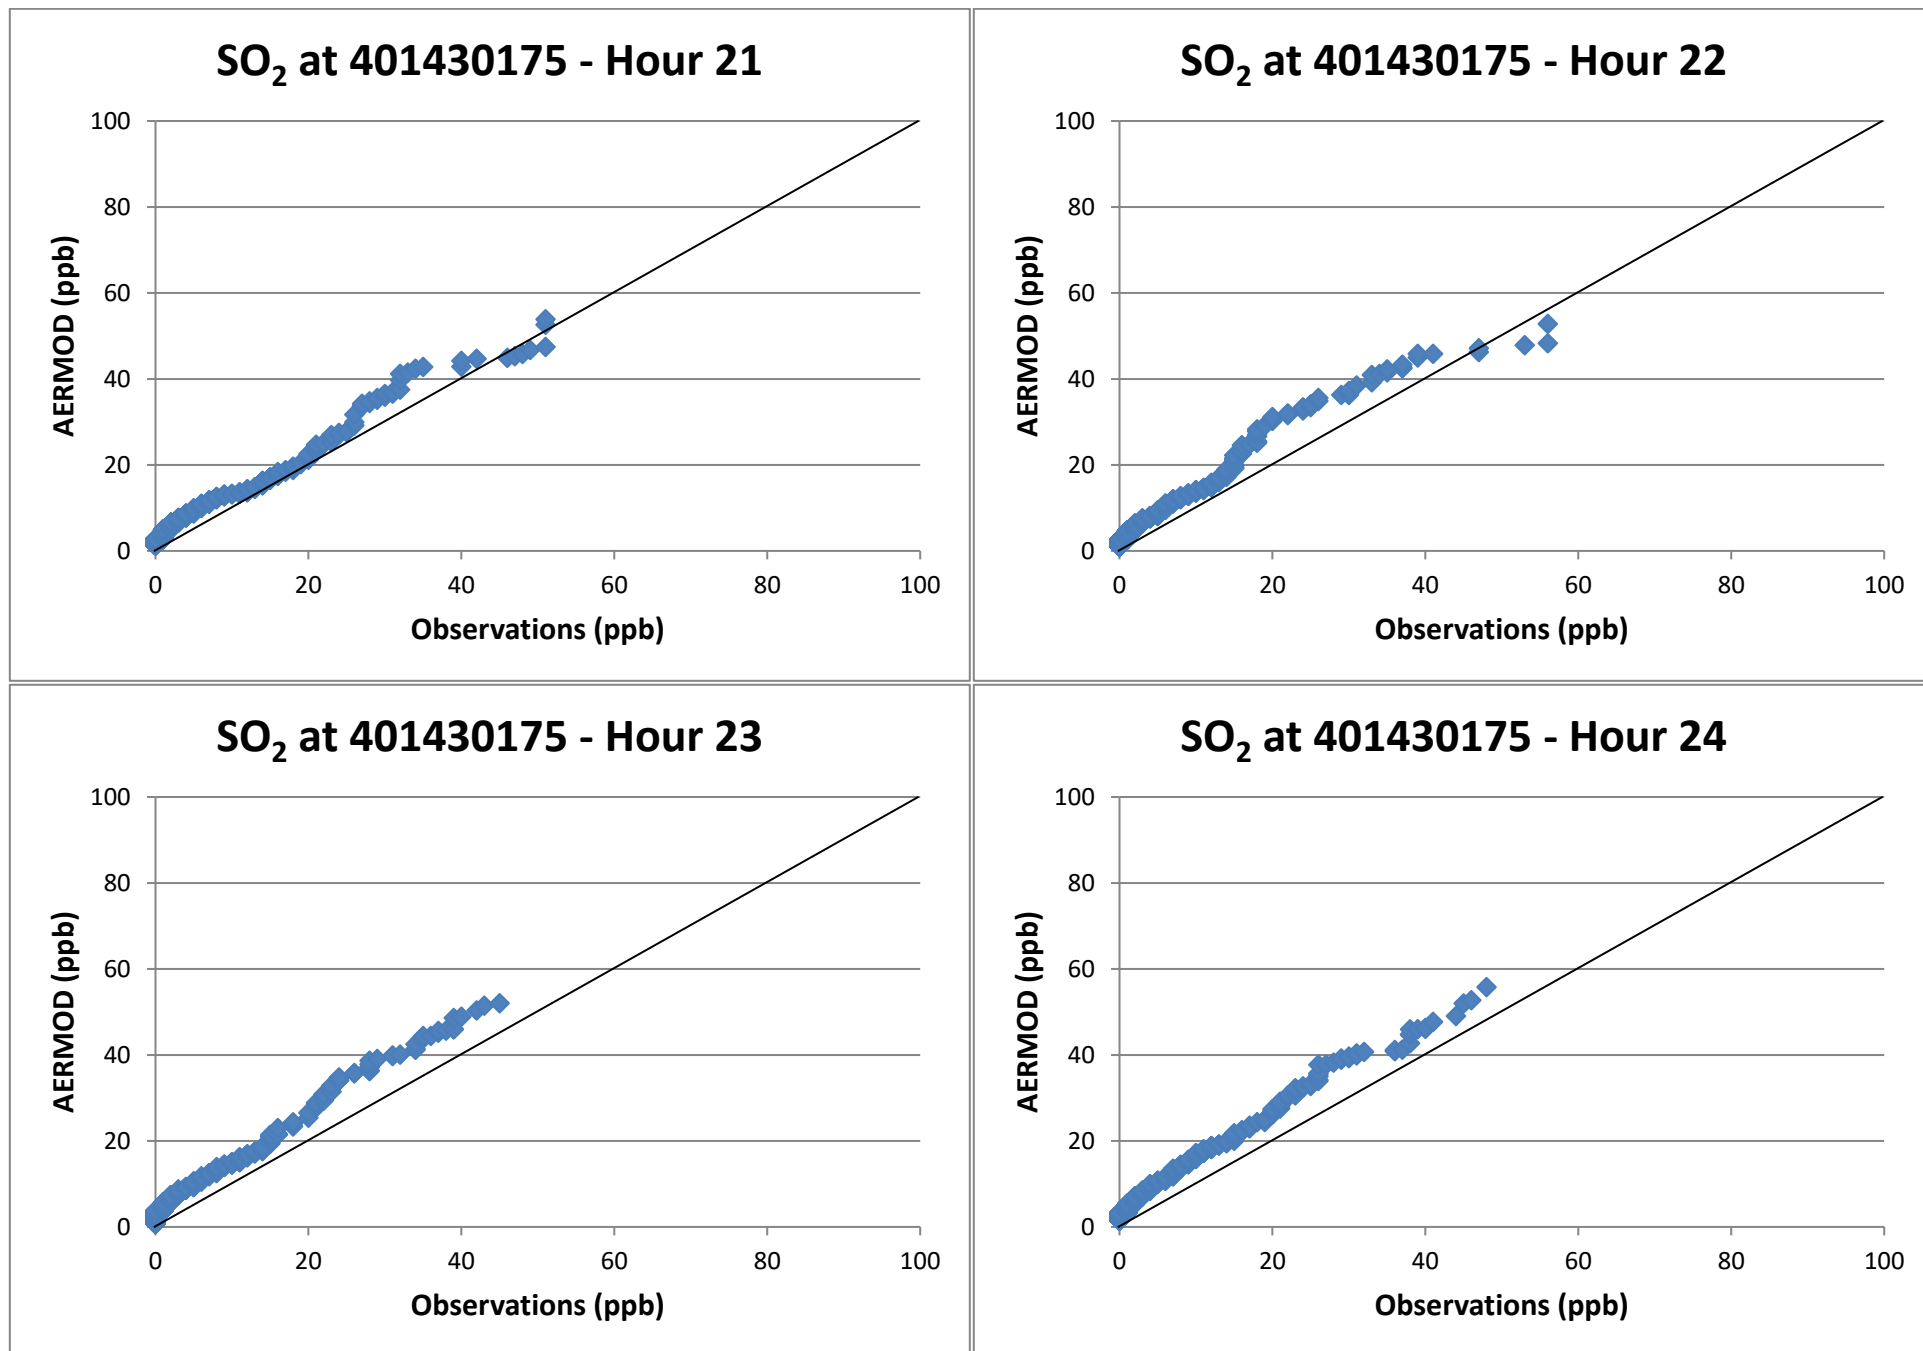 SO₂ at 401430175 - Hour 21
100
80
60
40
20
0
AERMOD (ppb)
0 20 40 60 80 100
Observations (ppb)
SO₂ at 401430175 - Hour 22
100
80
60
40
20
0
AERMOD (ppb)
0 20 40 60 80 100
Observations (ppb)
SO₂ at 401430175 - Hour 23
100
80
60
40
20
0
AERMOD (ppb)
0 20 40 60 80 100
Observations (ppb)
SO₂ at 401430175 - Hour 24
100
80
60
40
20
0
AERMOD (ppb)
0 20 40 60 80 100
Observations (ppb)